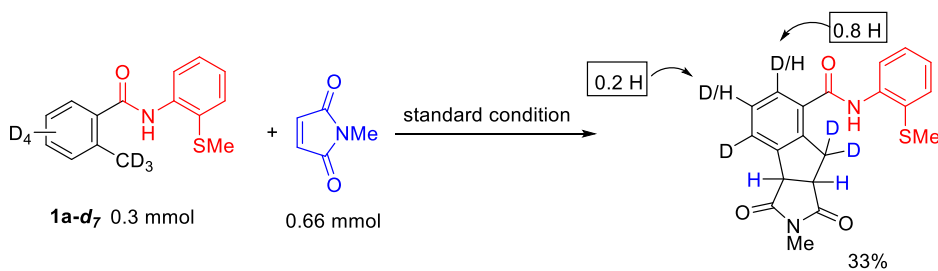 0.8 H
0.2 H
D/H
D/H
O
N
H
SMe
D4
CD3
+
O
NMe
O
standard condition
D
D
D
H
H
O
N
H
SMe
O
N
O
Me
1a-d7 0.3 mmol
0.66 mmol
33%